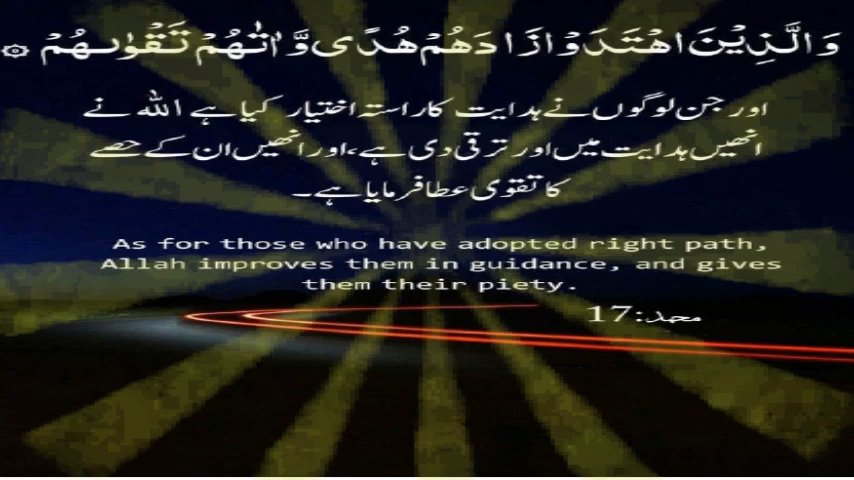 وَالَّذِيْنَ اهْتَدَوْا زَادَهُمْ هُدًى وَّاٰتٰىهُمْ تَقْوٰىهُمْ ۞
اور جن لوگوں نے ہدایت کا راستہ اختیار کیا ہے اللہ نے
انھیں ہدایت میں اور ترقی دی ہے، اور انھیں ان کے حصے
کا تقوی عطا فرمایا ہے۔
As for those who have adopted right path,
Allah improves them in guidance, and gives
them their piety.
محمد:17